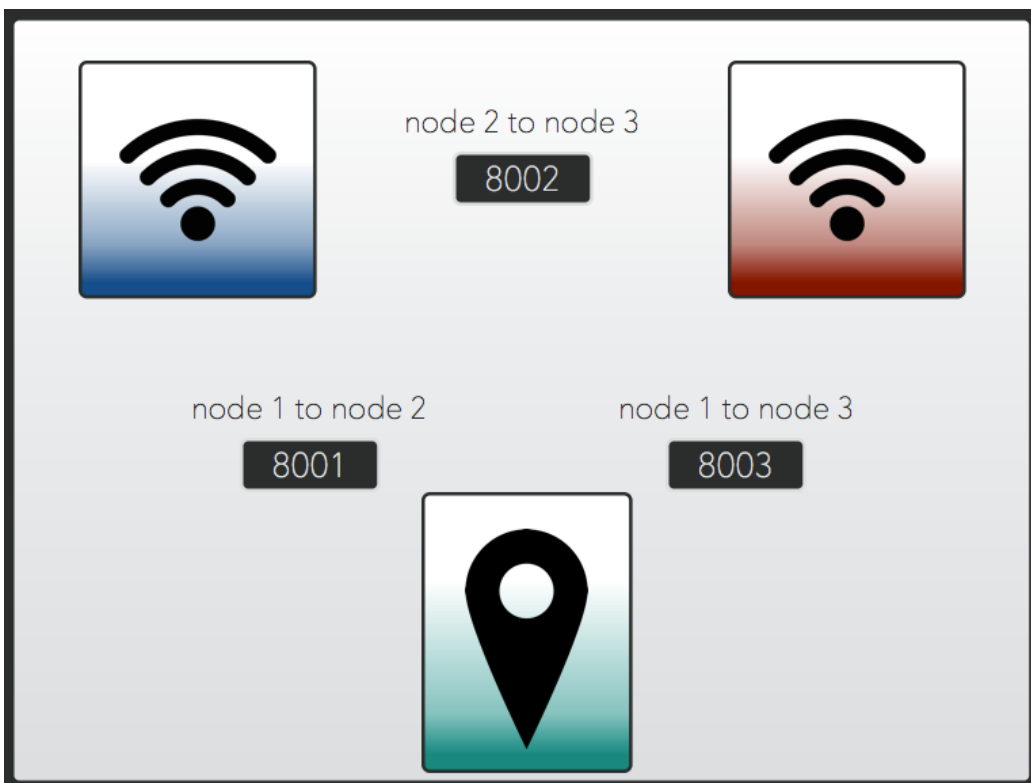 node 2 to node 3
8002
node 1 to node 2
8001
node 1 to node 3
8003